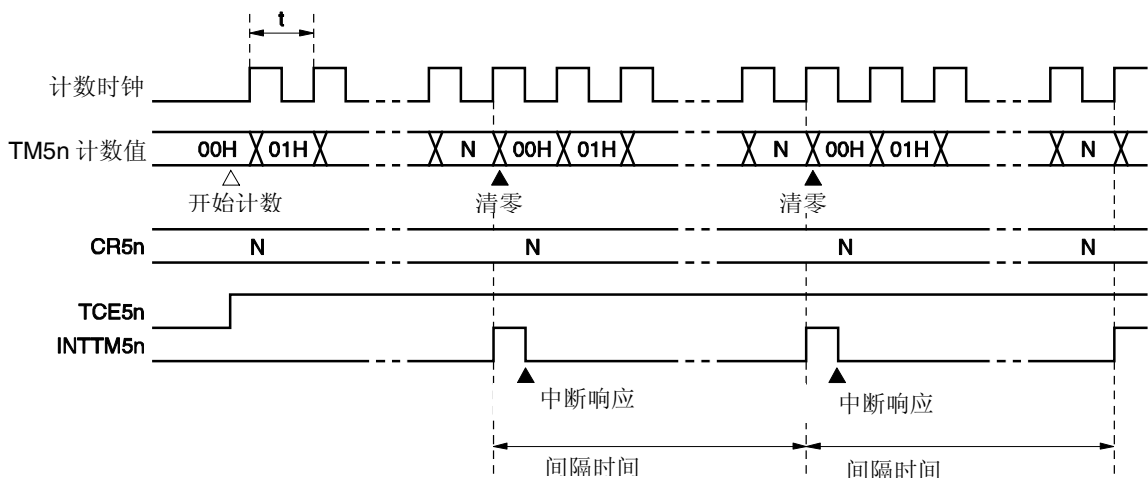 t
计数时钟
TM5n 计数值 00H 01H N 00H 01H N 00H 01H N
开始计数 清零 清零
CR5n N N N N
TCE5n
INTTM5n
中断响应 中断响应
间隔时间 间隔时间